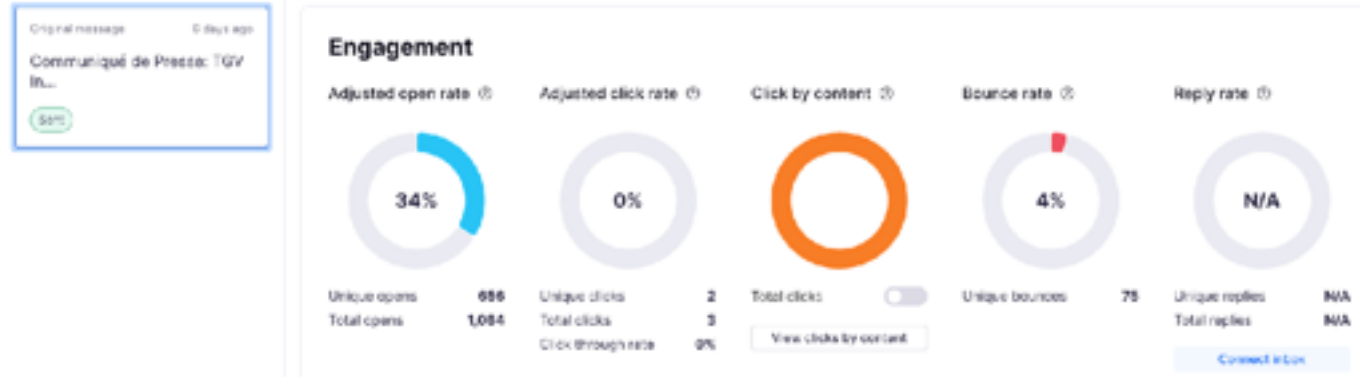 Original message 6 days ago
Communiqué de Presse: TGV
In...
Sent
Engagement
Adjusted open rate Adjusted click rate Click by content Bounce rate Reply rate
34% 0% 4% N/A
Unique opens 656 Unique clicks 2 Total clicks Unique bounces 75 Unique replies N/A
Total opens 1,064 Total clicks 3 Total replies N/A
Click through rate 0% View clicks by content
Connect inbox